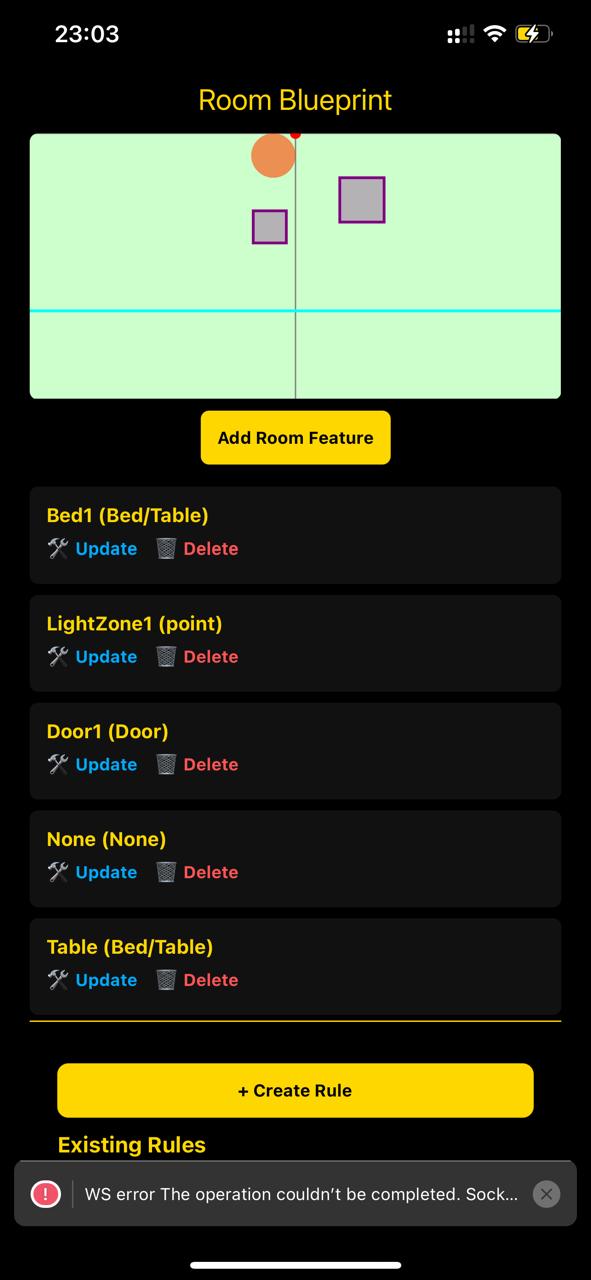 23:03
Room Blueprint
Add Room Feature
Bed1 (Bed/Table)
Update Delete
LightZone1 (point)
Update Delete
Door1 (Door)
Update Delete
None (None)
Update Delete
Table (Bed/Table)
Update Delete
+ Create Rule
Existing Rules
! WS error The operation couldn’t be completed. Sock...